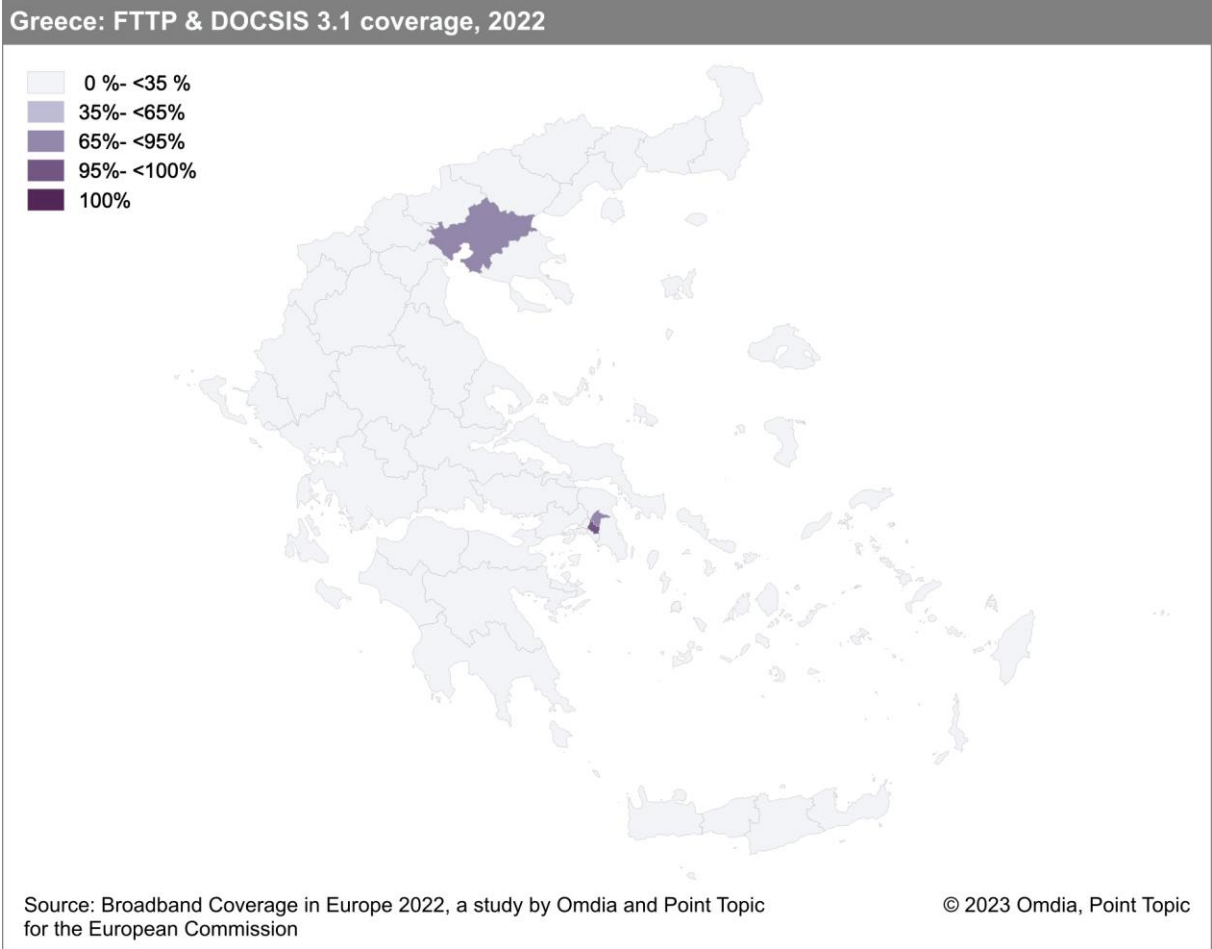 Greece: FTTP & DOCSIS 3.1 coverage, 2022
0 %- <35 %
35%- <65%
65%- <95%
95%- <100%
100%
Source: Broadband Coverage in Europe 2022, a study by Omdia and Point Topic
for the European Commission
© 2023 Omdia, Point Topic